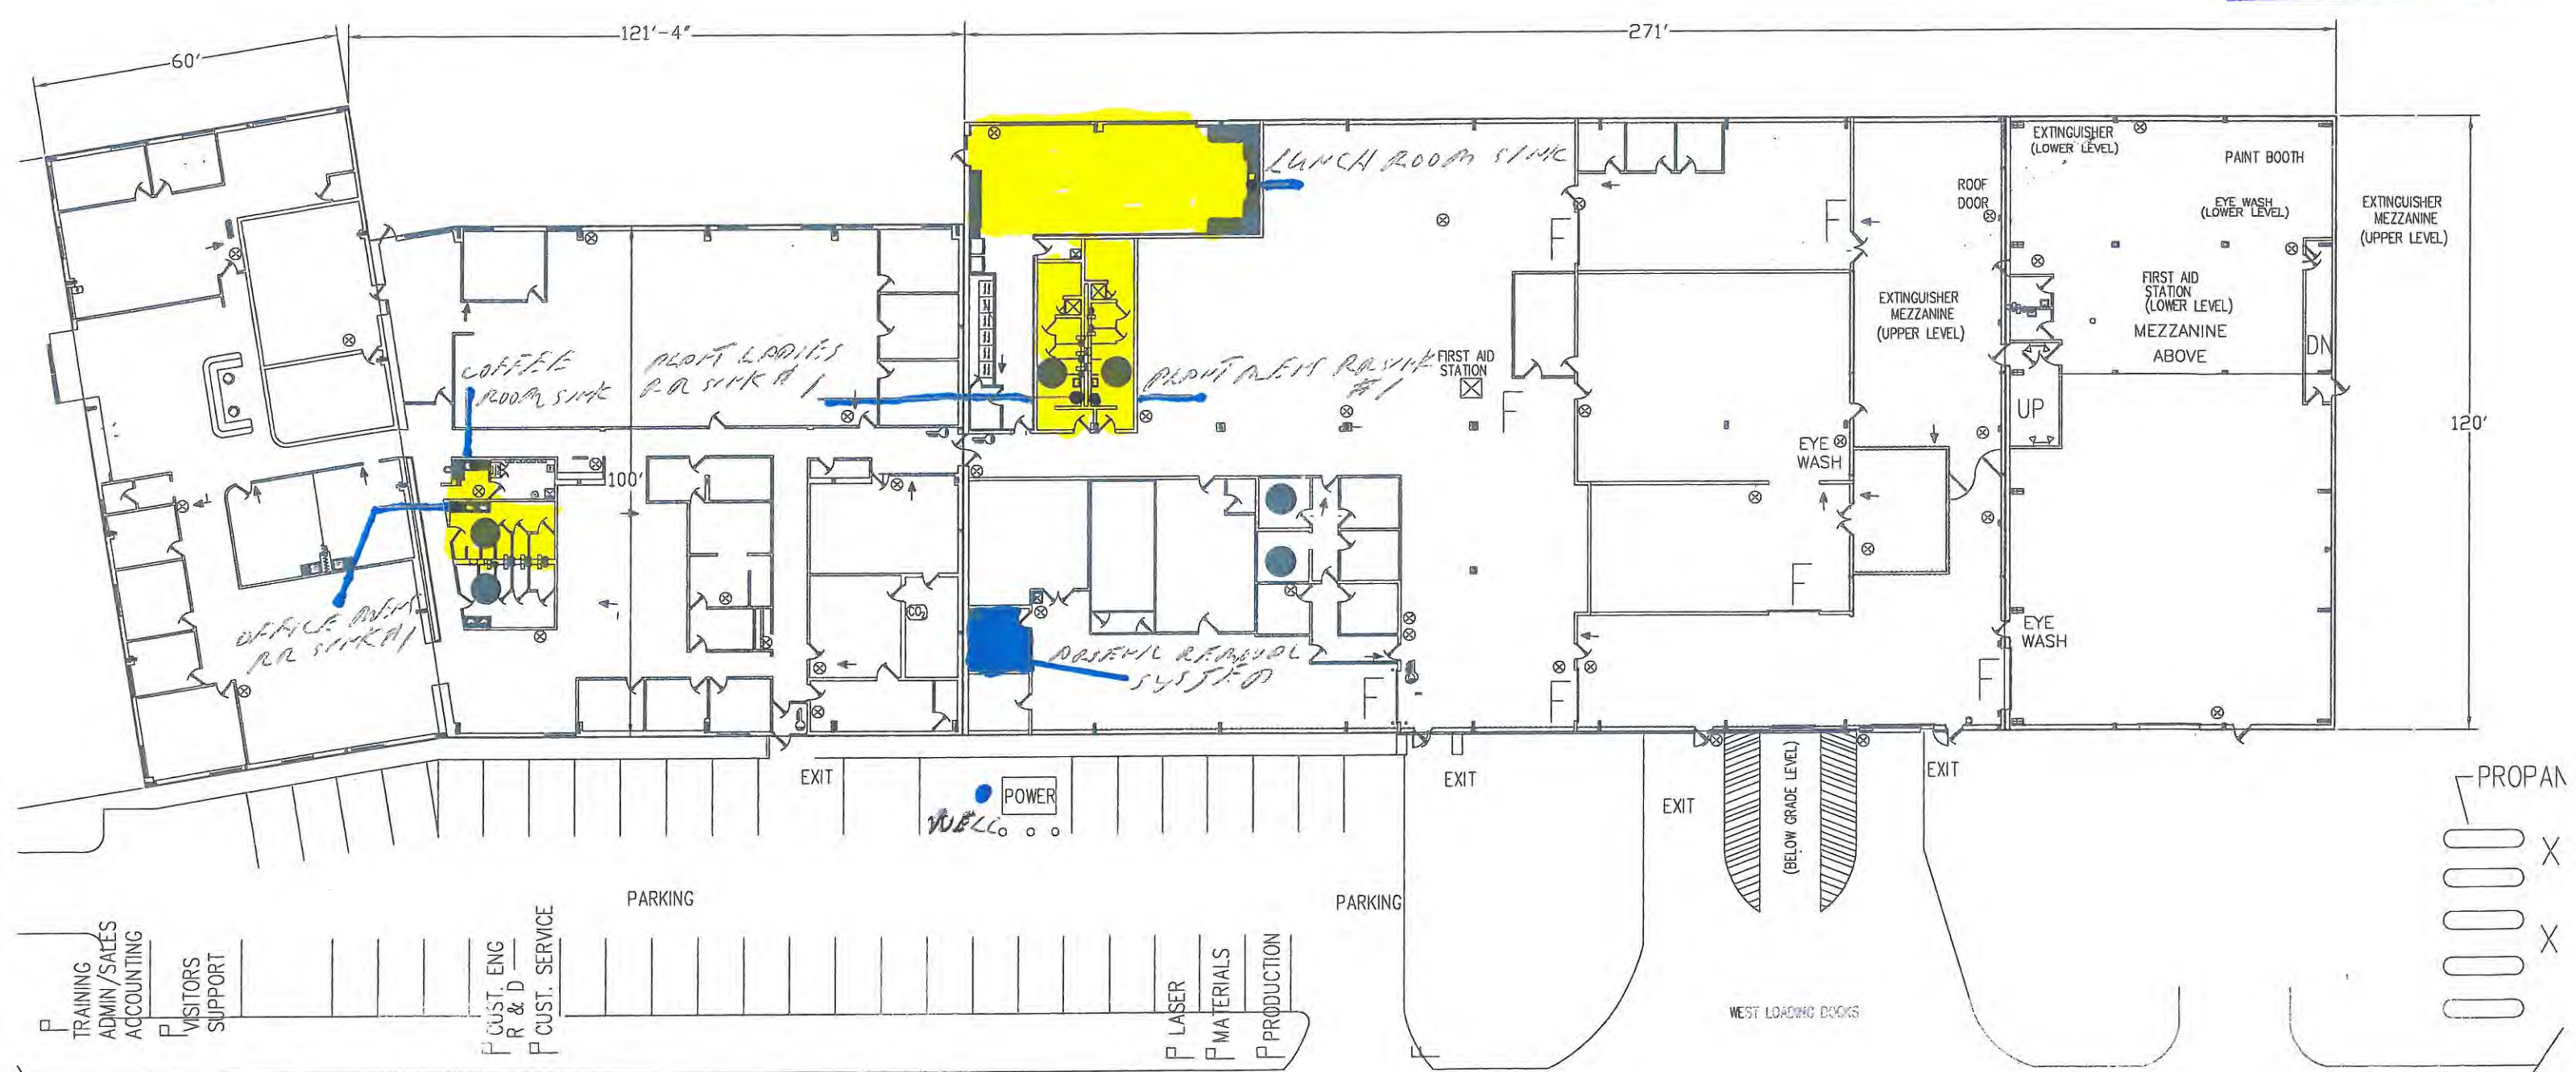 60'
121'-4"
271'
LUNCH ROOM SINK
EXTINGUISHER
(LOWER LEVEL)
PAINT BOOTH
ROOF
DOOR
EYE WASH
(LOWER LEVEL)
EXTINGUISHER
MEZZANINE
(UPPER LEVEL)
F
F
FIRST AID
STATION
(LOWER LEVEL)
MEZZANINE
ABOVE
DN
EXTINGUISHER
MEZZANINE
(UPPER LEVEL)
COFFEE
ROOM SINK
PLANT LADIES
RR SINK #1
PLANT MENS RR SINK
#1
FIRST AID
STATION
F
UP
120'
EYE
WASH
100'
F
CO2
OFFICE MENS
RR SINK #1
ARSENIC REMOVAL
SYSTEM
EYE
WASH
F
F
F
EXIT
POWER
WELL
EXIT
EXIT
(BELOW GRADE LEVEL)
EXIT
PROPAN
X
X
PARKING
PARKING
P TRAINING
ADMIN/SALES
ACCOUNTING
P VISITORS
SUPPORT
P CUST. ENG
R & D
P CUST. SERVICE
P LASER
P MATERIALS
P PRODUCTION
F
WEST LOADING DOCKS